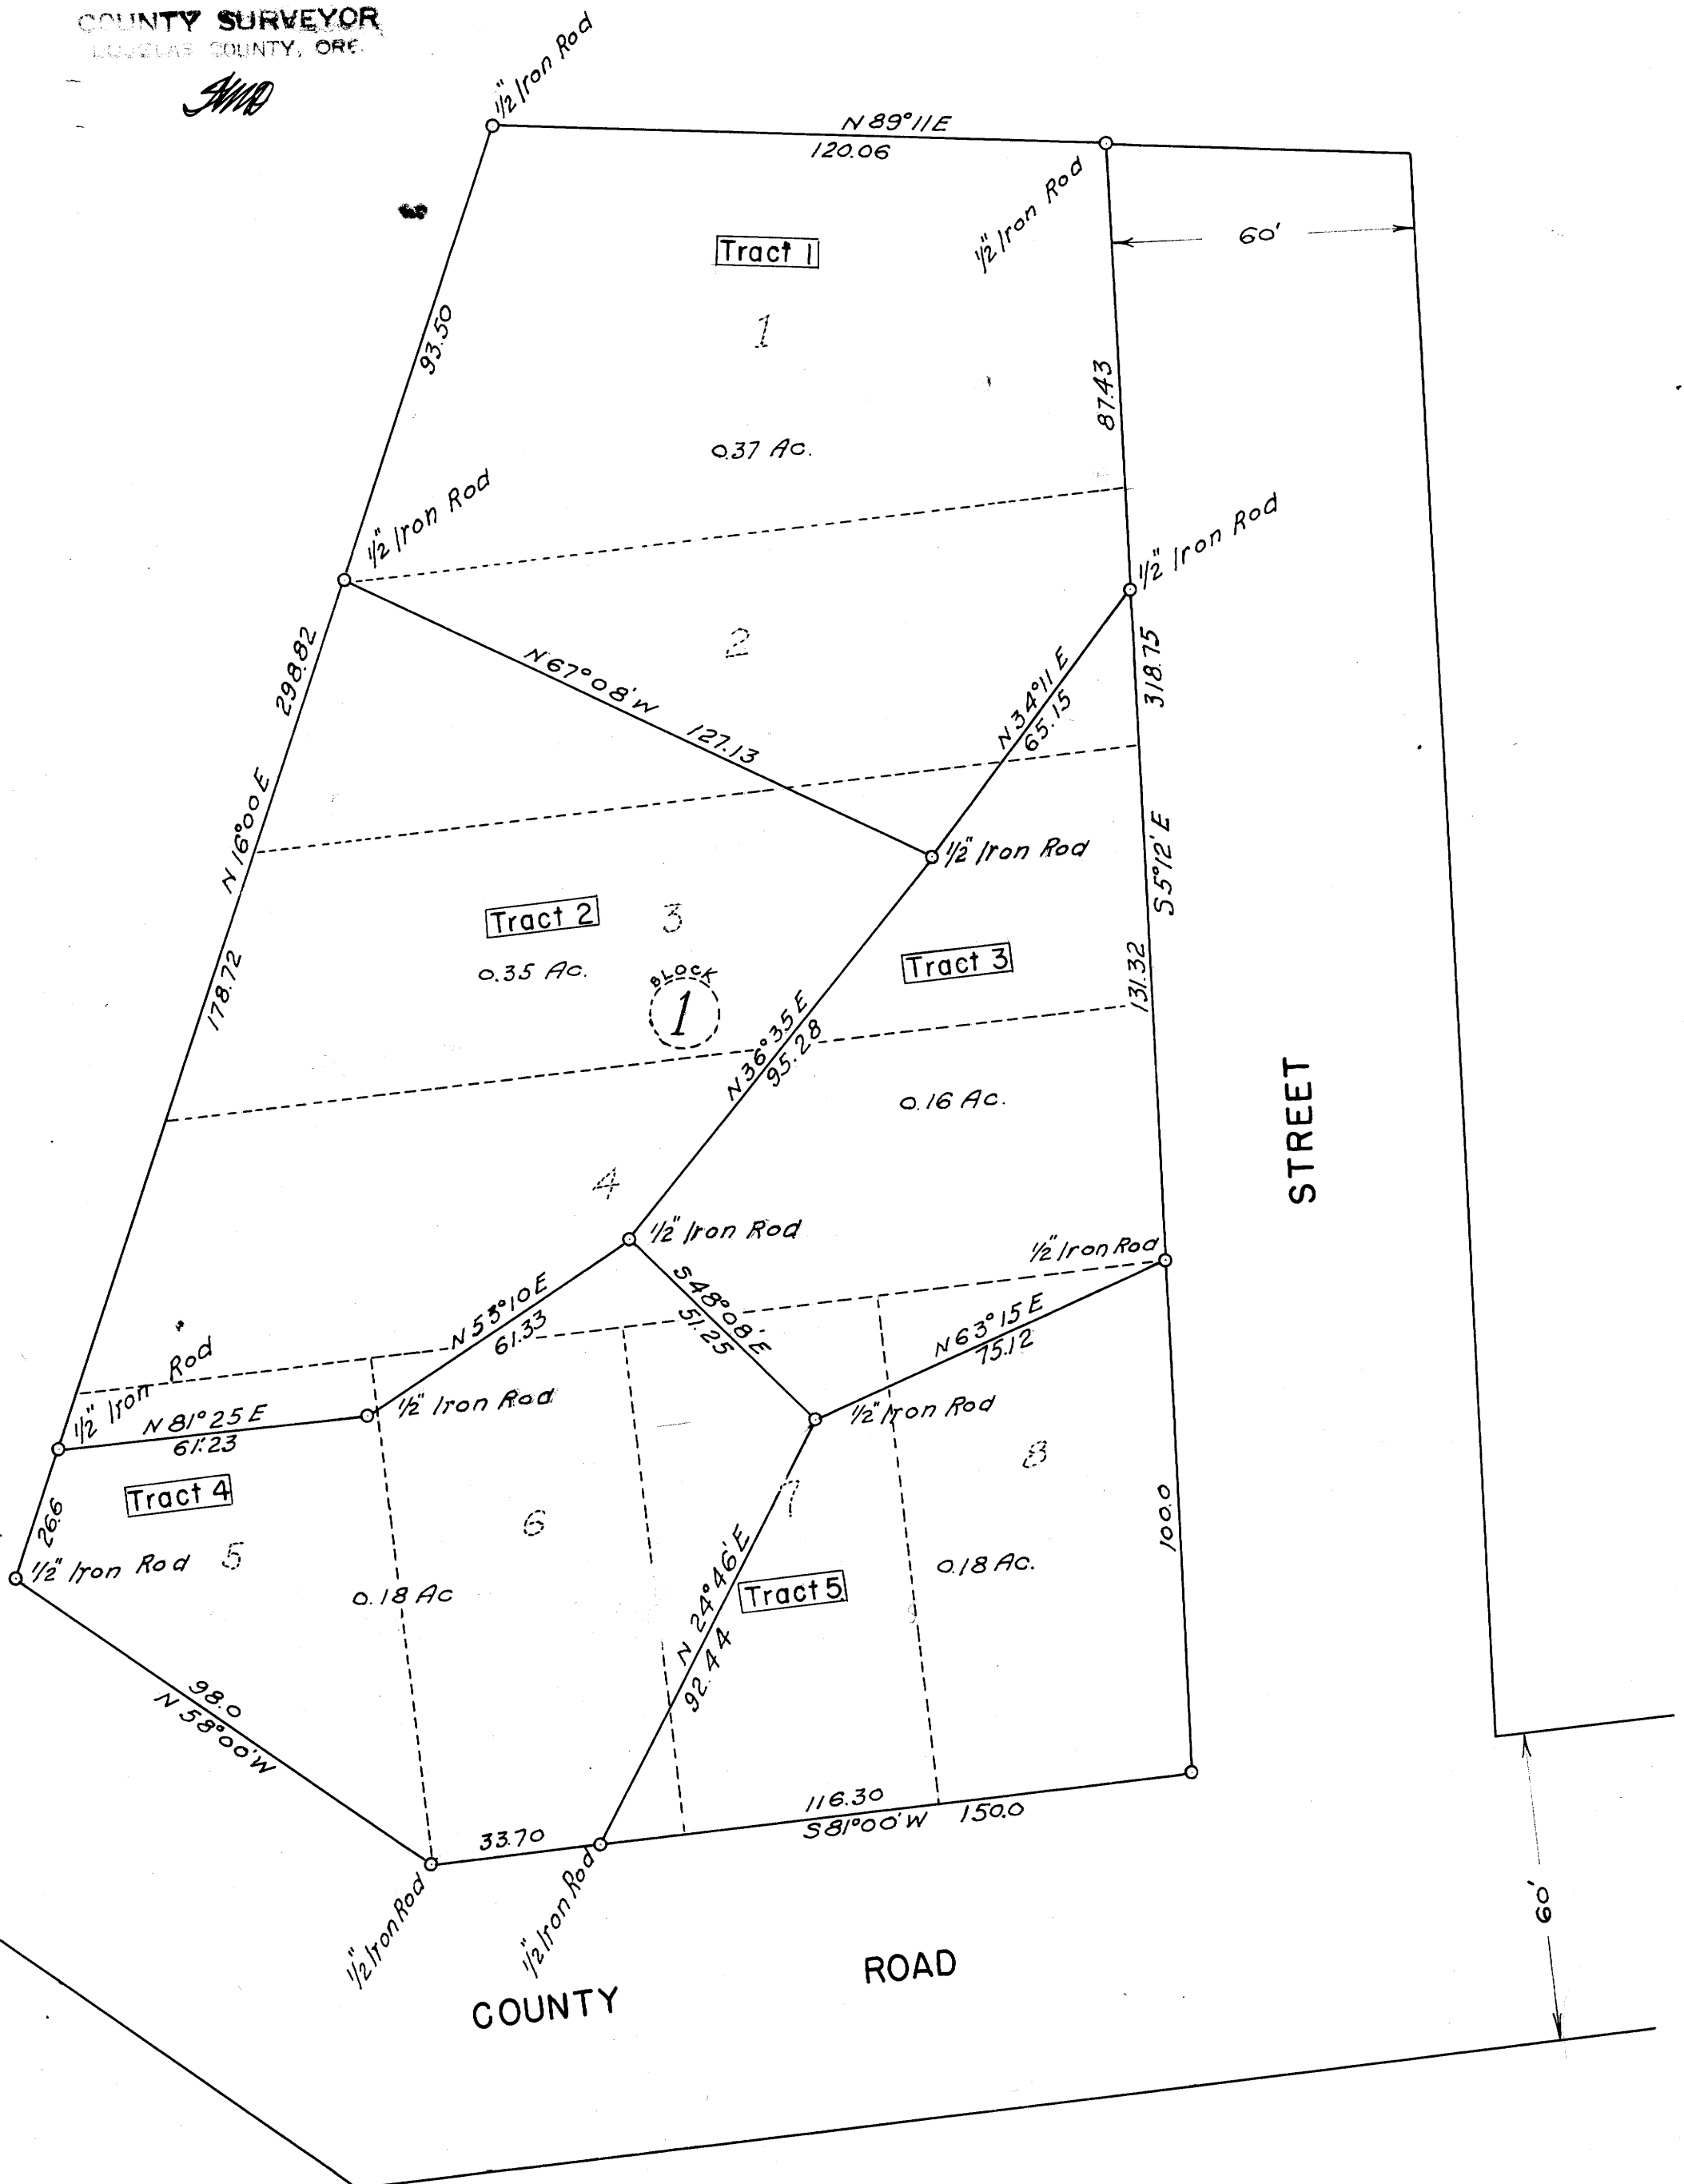 COUNTY SURVEYOR
DOUGLAS COUNTY, ORE.
1/2" Iron Rod
N 89°11 E
120.06
1/2" Iron Rod
60'
Tract 1
1
93.50
87.43
0.37 Ac.
1/2" Iron Rod
1/2" Iron Rod
2
298.82
N 67°08' W
127.13
N 34°11 E
65.15
318.75
N 16°00 E
1/2" Iron Rod
S 5°12' E
Tract 2
3
0.35 Ac.
Tract 3
BLOCK
1
178.72
131.32
N 36°35 E
95.28
0.16 Ac.
STREET
4
1/2" Iron Rod
1/2" Iron Rod
S 48°08' E
51.25
N 53°10 E
61.33
N 63°15 E
75.12
1/2" Iron Rod
N 81°25 E
61.23
1/2" Iron Rod
1/2" Iron Rod
8
Tract 4
7
6
26.6
1/2" Iron Rod
5
100.0
0.18 Ac
N 24°46' E
92.44
Tract 5
0.18 Ac.
98.0
N 58°00' W
116.30
S 81°00' W 150.0
33.70
1/2" Iron Rod
1/2" Iron Rod
60'
COUNTY ROAD